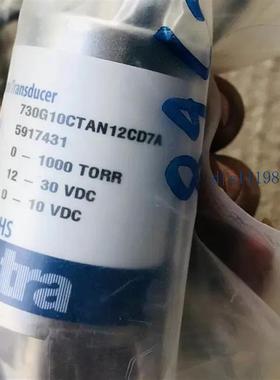 Transducer
730G10CTAN12CD7A
5917431
0 - 1000 TORR
12 - 30 VDC
0 - 10 VDC
HS
tra